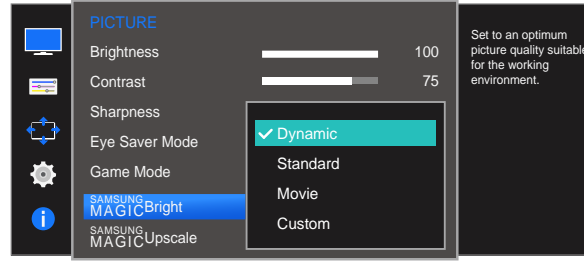 PICTURE
Brightness 100
Contrast 75
Sharpness
Eye Saver Mode
Game Mode
SAMSUNG
MAGICBright
SAMSUNG
MAGICUpscale
Dynamic
Standard
Movie
Custom
Set to an optimum
picture quality suitable
for the working
environment.